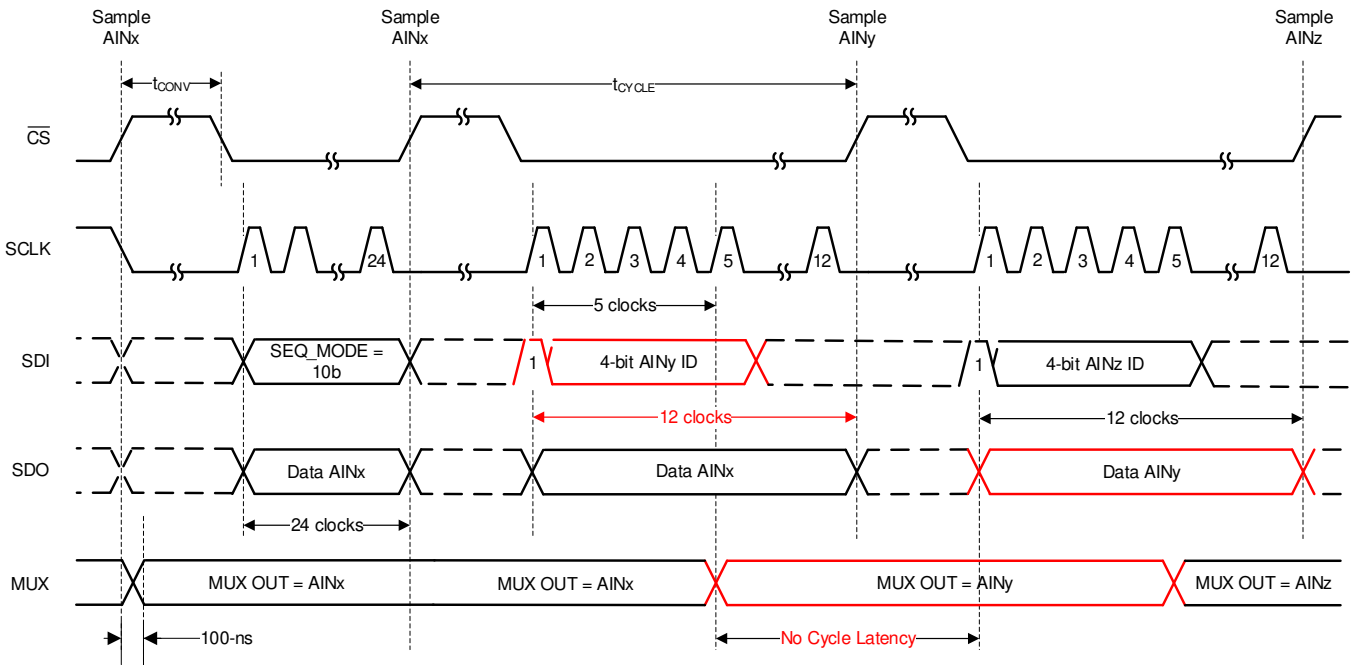 Sample
AINx
Sample
AINx
Sample
AINy
Sample
AINz
tCONV
tCYCLE
CS
SCLK
1
24
1
2
3
4
5
12
1
2
3
4
5
12
5 clocks
SDI
SEQ_MODE =
10b
1
4-bit AINy ID
1
4-bit AINz ID
12 clocks
12 clocks
SDO
Data AINx
Data AINx
Data AINy
24 clocks
MUX
MUX OUT = AINx
MUX OUT = AINx
MUX OUT = AINy
MUX OUT = AINz
100-ns
No Cycle Latency